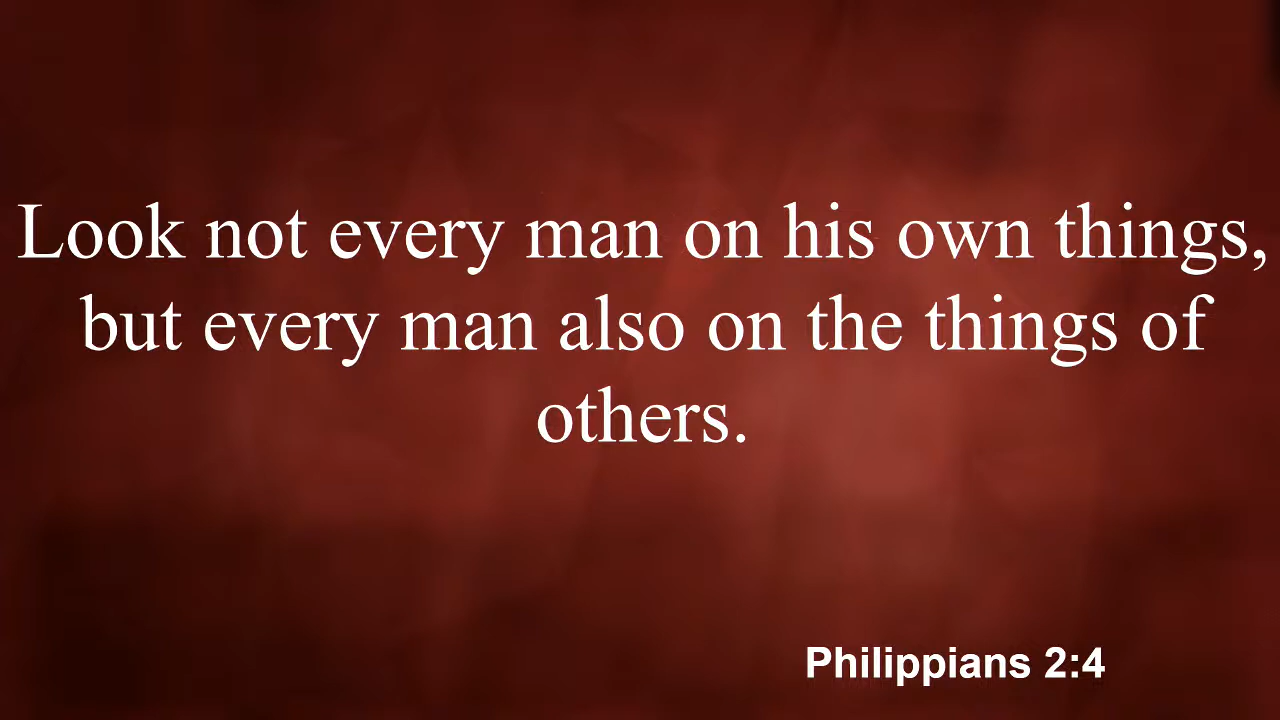 Look not every man on his own things,
but every man also on the things of
others.
Philippians 2:4